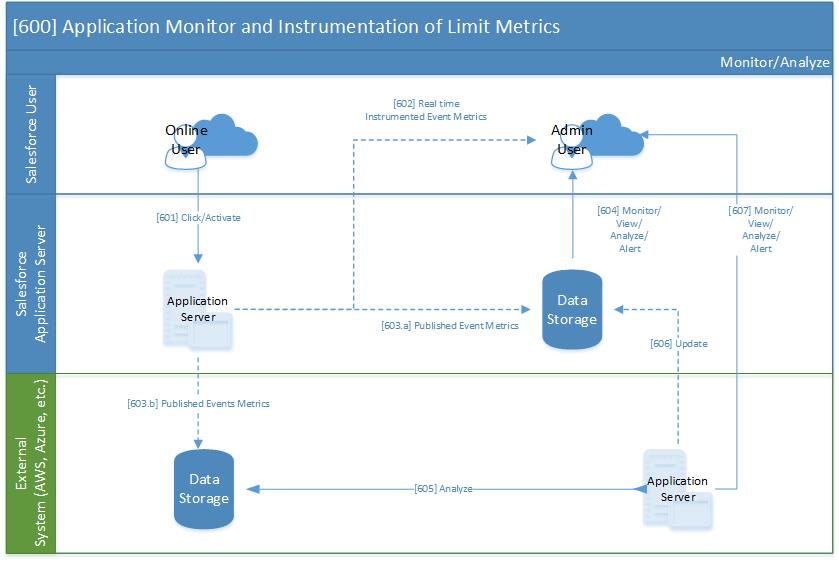 [600] Application Monitor and Instrumentation of Limit Metrics
Monitor/Analyze
Salesforce User
Online
User
[602] Real time
Instrumented Event Metrics
Admin
User
Salesforce
Application Server
[601] Click/Activate
[604] Monitor/
View/
Analyze/
Alert
[607] Monitor/
View/
Analyze/
Alert
Application
Server
Data
Storage
[603.a] Published Event Metrics
[606] Update
External
System (AWS, Azure, etc.)
[603.b] Published Events Metrics
Data
Storage
[605] Analyze
Application
Server